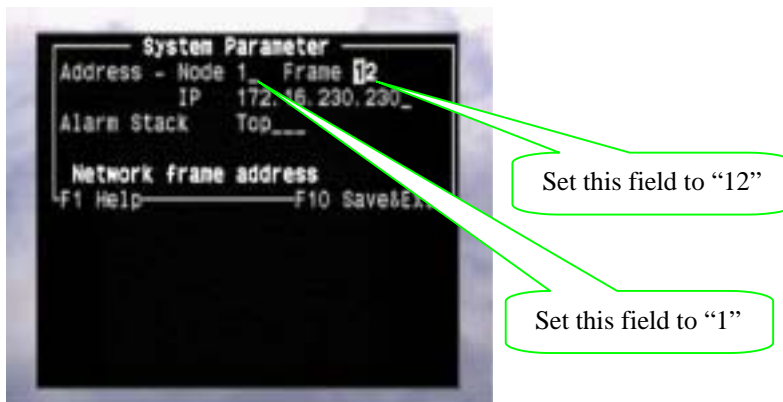 System Parameter
Address - Node 1_ Frame 12
IP 172.16.230.230_
Alarm Stack Top___
Network frame address
F1 Help F10 Save&Ex
Set this field to “12”
Set this field to “1”